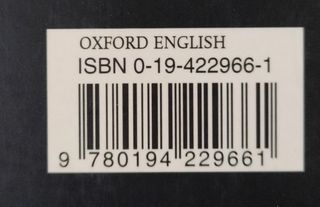 OXFORD ENGLISH
ISBN 0-19-422966-1
9 780194 229661